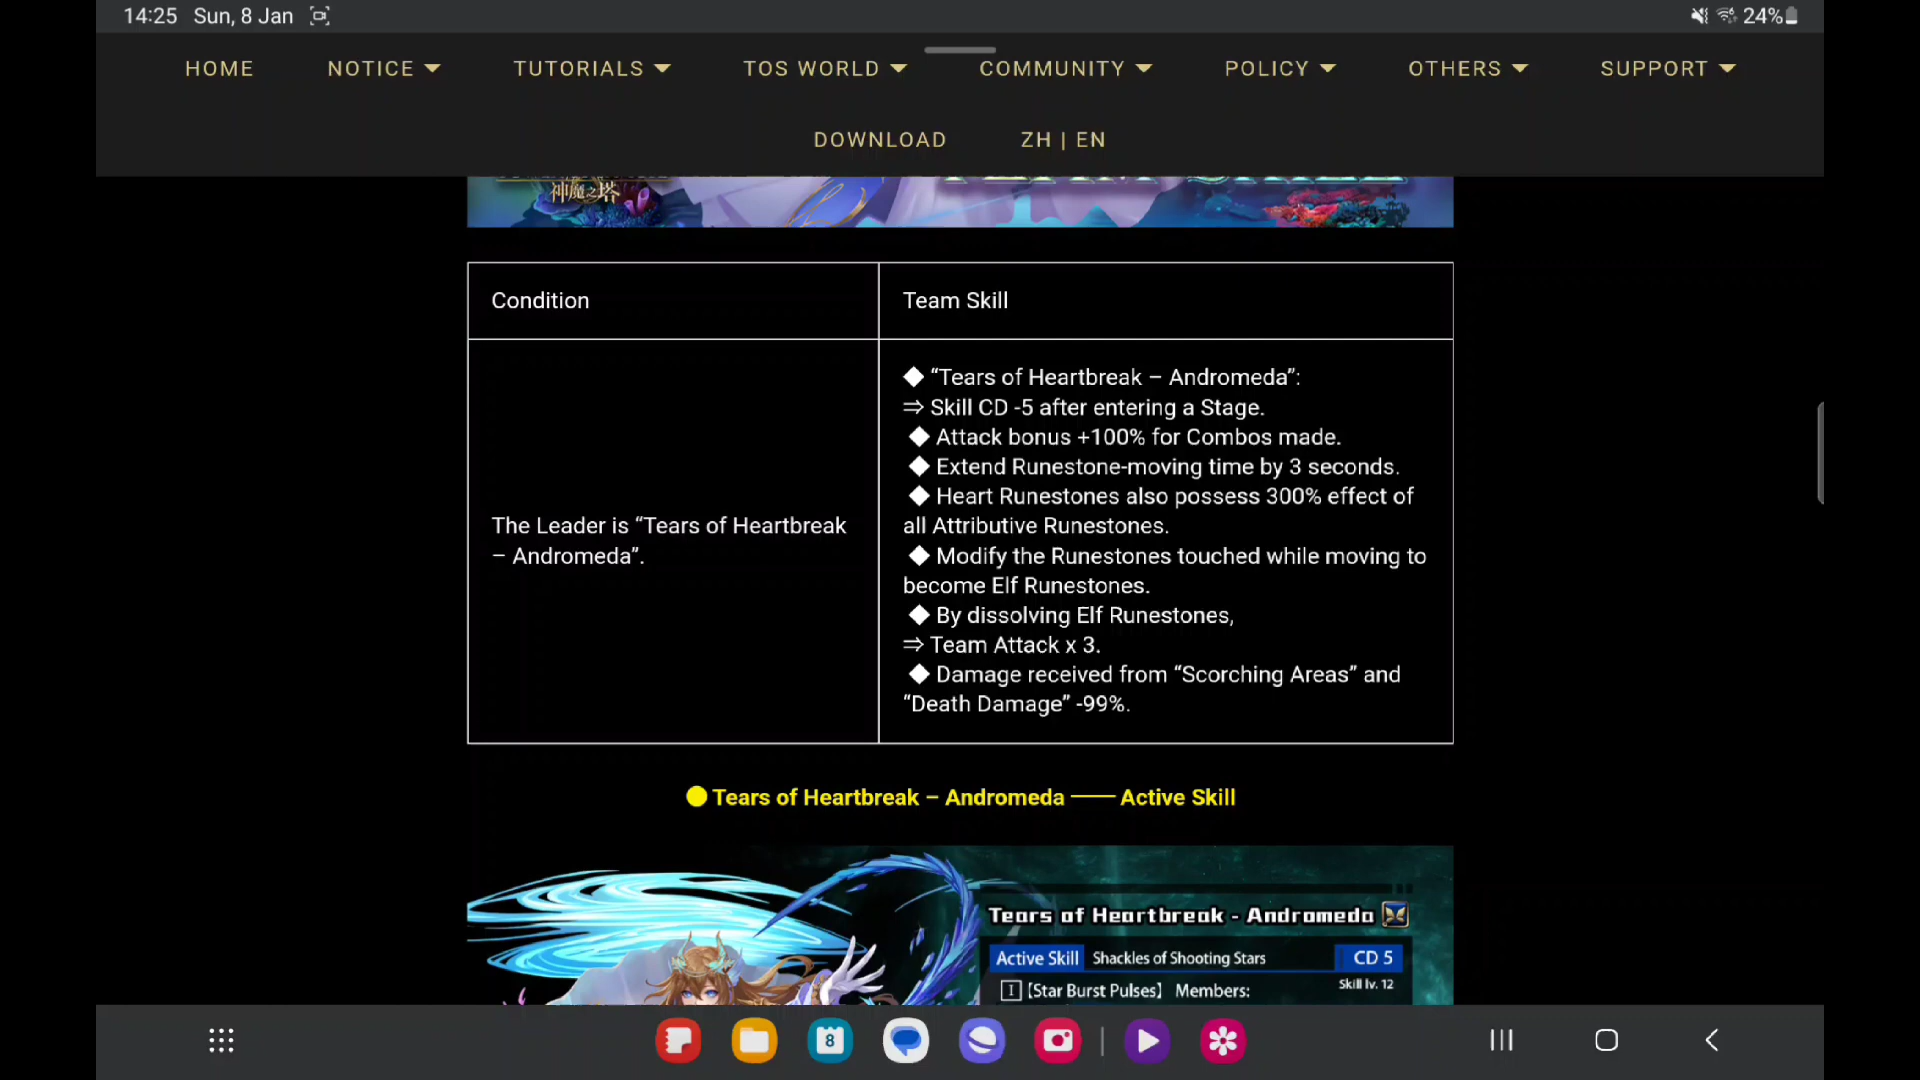 14:25 Sun, 8 Jan
24%
HOME NOTICE TUTORIALS TOS WORLD COMMUNITY POLICY OTHERS SUPPORT
DOWNLOAD ZH | EN
神魔之塔
Condition
Team Skill
The Leader is “Tears of Heartbreak
– Andromeda”.
◆ “Tears of Heartbreak – Andromeda”:
⇒ Skill CD -5 after entering a Stage.
◆ Attack bonus +100% for Combos made.
◆ Extend Runestone-moving time by 3 seconds.
◆ Heart Runestones also possess 300% effect of
all Attributive Runestones.
◆ Modify the Runestones touched while moving to
become Elf Runestones.
◆ By dissolving Elf Runestones,
⇒ Team Attack x 3.
◆ Damage received from “Scorching Areas” and
“Death Damage” -99%.
● Tears of Heartbreak – Andromeda —— Active Skill
Tears of Heartbreak - Andromeda
Active Skill Shackles of Shooting Stars CD 5
I【Star Burst Pulses】 Members: Skill lv. 12
8